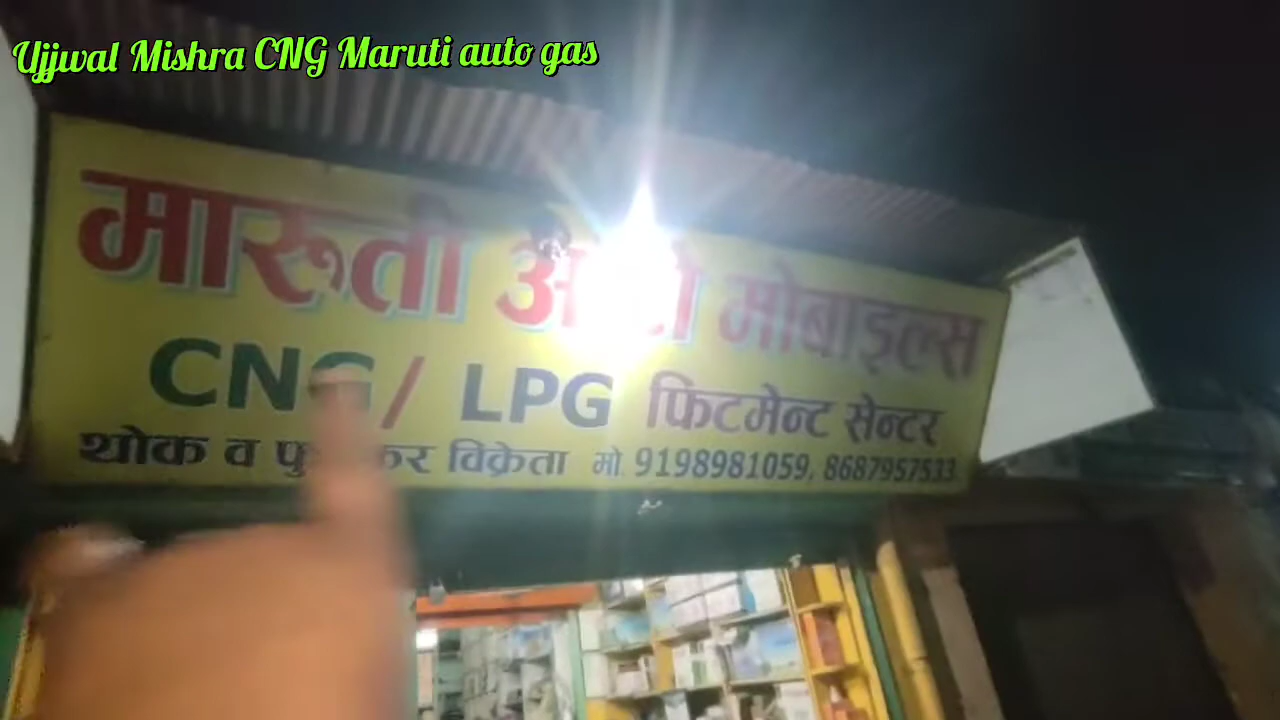 Ujjwal Mishra CNG Maruti auto gas
मारुती मोबाइल्स
CNG/ LPG फिटमेन्ट सेन्टर
थोक व विक्रेता मो. 9198981059, 8687957533